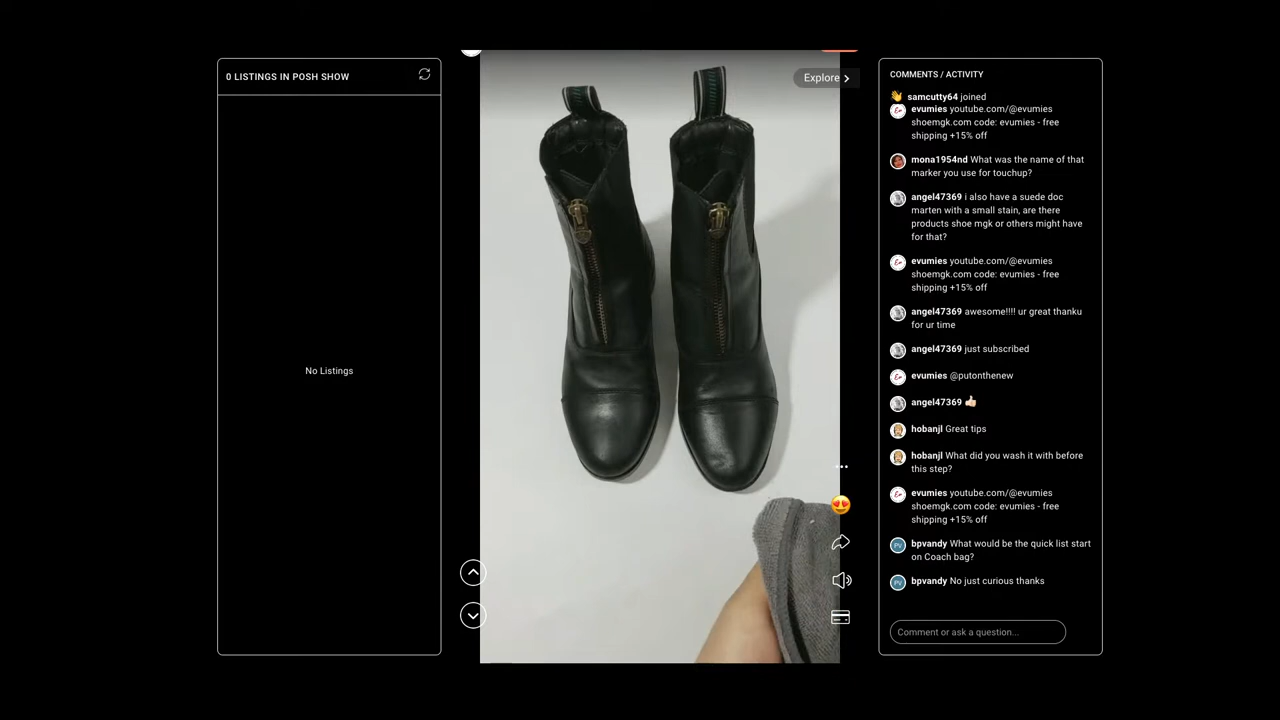 0 LISTINGS IN POSH SHOW
No Listings
Explore
COMMENTS / ACTIVITY
👋 samcutty64 joined
evumies youtube.com/@evumies
shoemgk.com code: evumies - free
shipping +15% off
mona1954nd What was the name of that
marker you use for touchup?
angel47369 i also have a suede doc
marten with a small stain, are there
products shoe mgk or others might have
for that?
evumies youtube.com/@evumies
shoemgk.com code: evumies - free
shipping +15% off
angel47369 awesome!!!! ur great thanku
for ur time
angel47369 just subscribed
evumies @putonthenew
angel47369 👍🏻
hobanjl Great tips
hobanjl What did you wash it with before
this step?
evumies youtube.com/@evumies
shoemgk.com code: evumies - free
shipping +15% off
PV
bpvandy What would be the quick list start
on Coach bag?
PV
bpvandy No just curious thanks
Comment or ask a question...